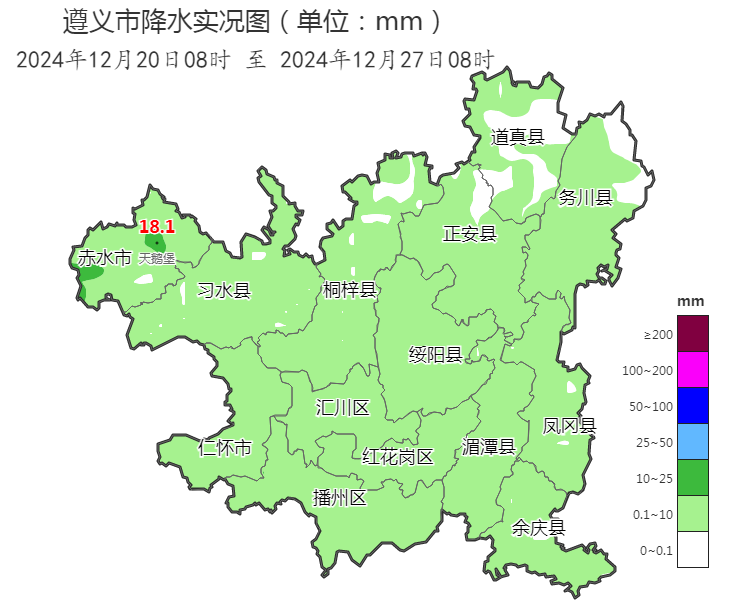 遵义市降水实况图（单位：mm）
2024年12月20日08时 至 2024年12月27日08时
道真县
务川县
18.1
正安县
赤水市
天鹅堡
习水县
桐梓县
mm
≥200
绥阳县
100~200
汇川区
50~100
凤冈县
25~50
仁怀市
红花岗区
湄潭县
10~25
播州区
0.1~10
余庆县
0~0.1